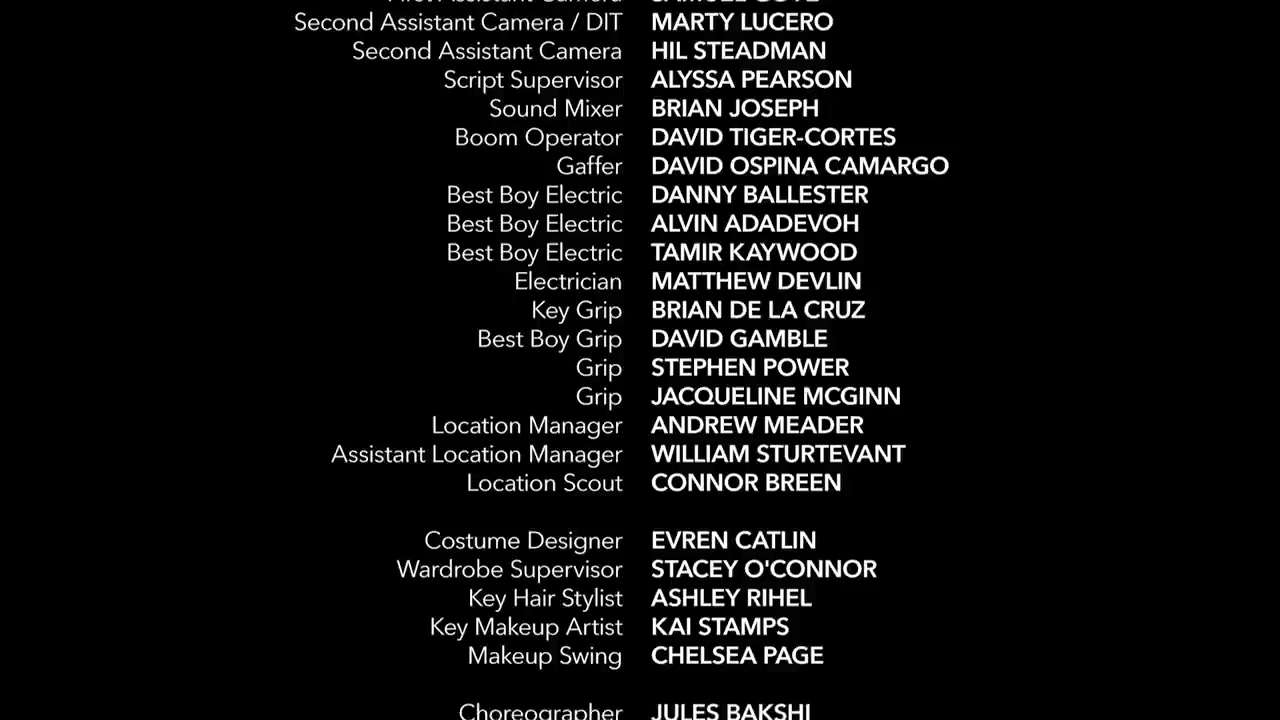 Second Assistant Camera / DIT MARTY LUCERO
Second Assistant Camera HIL STEADMAN
Script Supervisor ALYSSA PEARSON
Sound Mixer BRIAN JOSEPH
Boom Operator DAVID TIGER-CORTES
Gaffer DAVID OSPINA CAMARGO
Best Boy Electric DANNY BALLESTER
Best Boy Electric ALVIN ADADEVOH
Best Boy Electric TAMIR KAYWOOD
Electrician MATTHEW DEVLIN
Key Grip BRIAN DE LA CRUZ
Best Boy Grip DAVID GAMBLE
Grip STEPHEN POWER
Grip JACQUELINE MCGINN
Location Manager ANDREW MEADER
Assistant Location Manager WILLIAM STURTEVANT
Location Scout CONNOR BREEN
Costume Designer EVREN CATLIN
Wardrobe Supervisor STACEY O'CONNOR
Key Hair Stylist ASHLEY RIHEL
Key Makeup Artist KAI STAMPS
Makeup Swing CHELSEA PAGE
Choreographer JULES BAKSHI